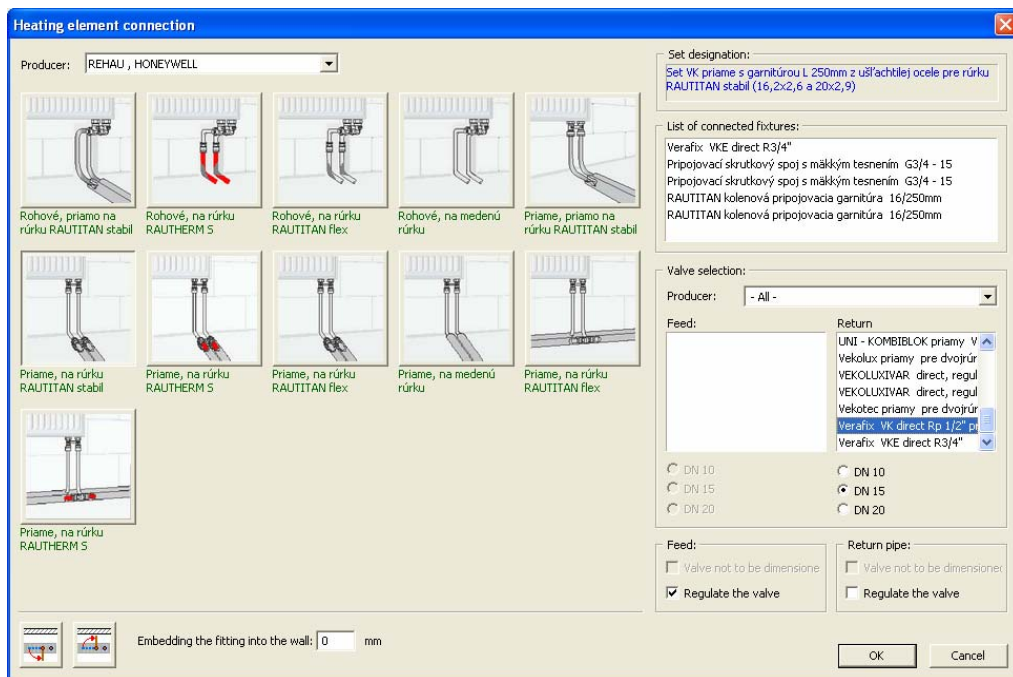 Heating element connection
Producer: REHAU , HONEYWELL
Rohové, priamo na
rúrku RAUTITAN stabil
Rohové, na rúrku
RAUTHERM S
Rohové, na rúrku
RAUTITAN flex
Rohové, na medenú
rúrku
Priame, priamo na
rúrku RAUTITAN stabil
Priame, na rúrku
RAUTITAN stabil
Priame, na rúrku
RAUTHERM S
Priame, na rúrku
RAUTITAN flex
Priame, na medenú
rúrku
Priame, na rúrku
RAUTITAN flex
Priame, na rúrku
RAUTHERM S
Embedding the fitting into the wall: 0 mm
Set designation:
Set VK priame s garnitúrou L 250mm z ušľachtilej ocele pre rúrku
RAUTITAN stabil (16,2x2,6 a 20x2,9)
List of connected fixtures:
Verafix VKE direct R3/4"
Pripojovací skrutkový spoj s mäkkým tesnením G3/4 - 15
Pripojovací skrutkový spoj s mäkkým tesnením G3/4 - 15
RAUTITAN kolenová pripojovacia garnitúra 16/250mm
RAUTITAN kolenová pripojovacia garnitúra 16/250mm
Valve selection:
Producer: - All -
Feed:
Return
UNI - KOMBIBLOK priamy V
Vekolux priamy pre dvojrúr
VEKOLUXIVAR direct, regul
VEKOLUXIVAR direct, regul
Vekotec priamy pre dvojrúr
Verafix VK direct Rp 1/2" pr
Verafix VKE direct R3/4"
DN 10
DN 15
DN 20
DN 10
DN 15
DN 20
Feed:
Valve not to be dimensione
Regulate the valve
Return pipe:
Valve not to be dimensioned
Regulate the valve
OK
Cancel